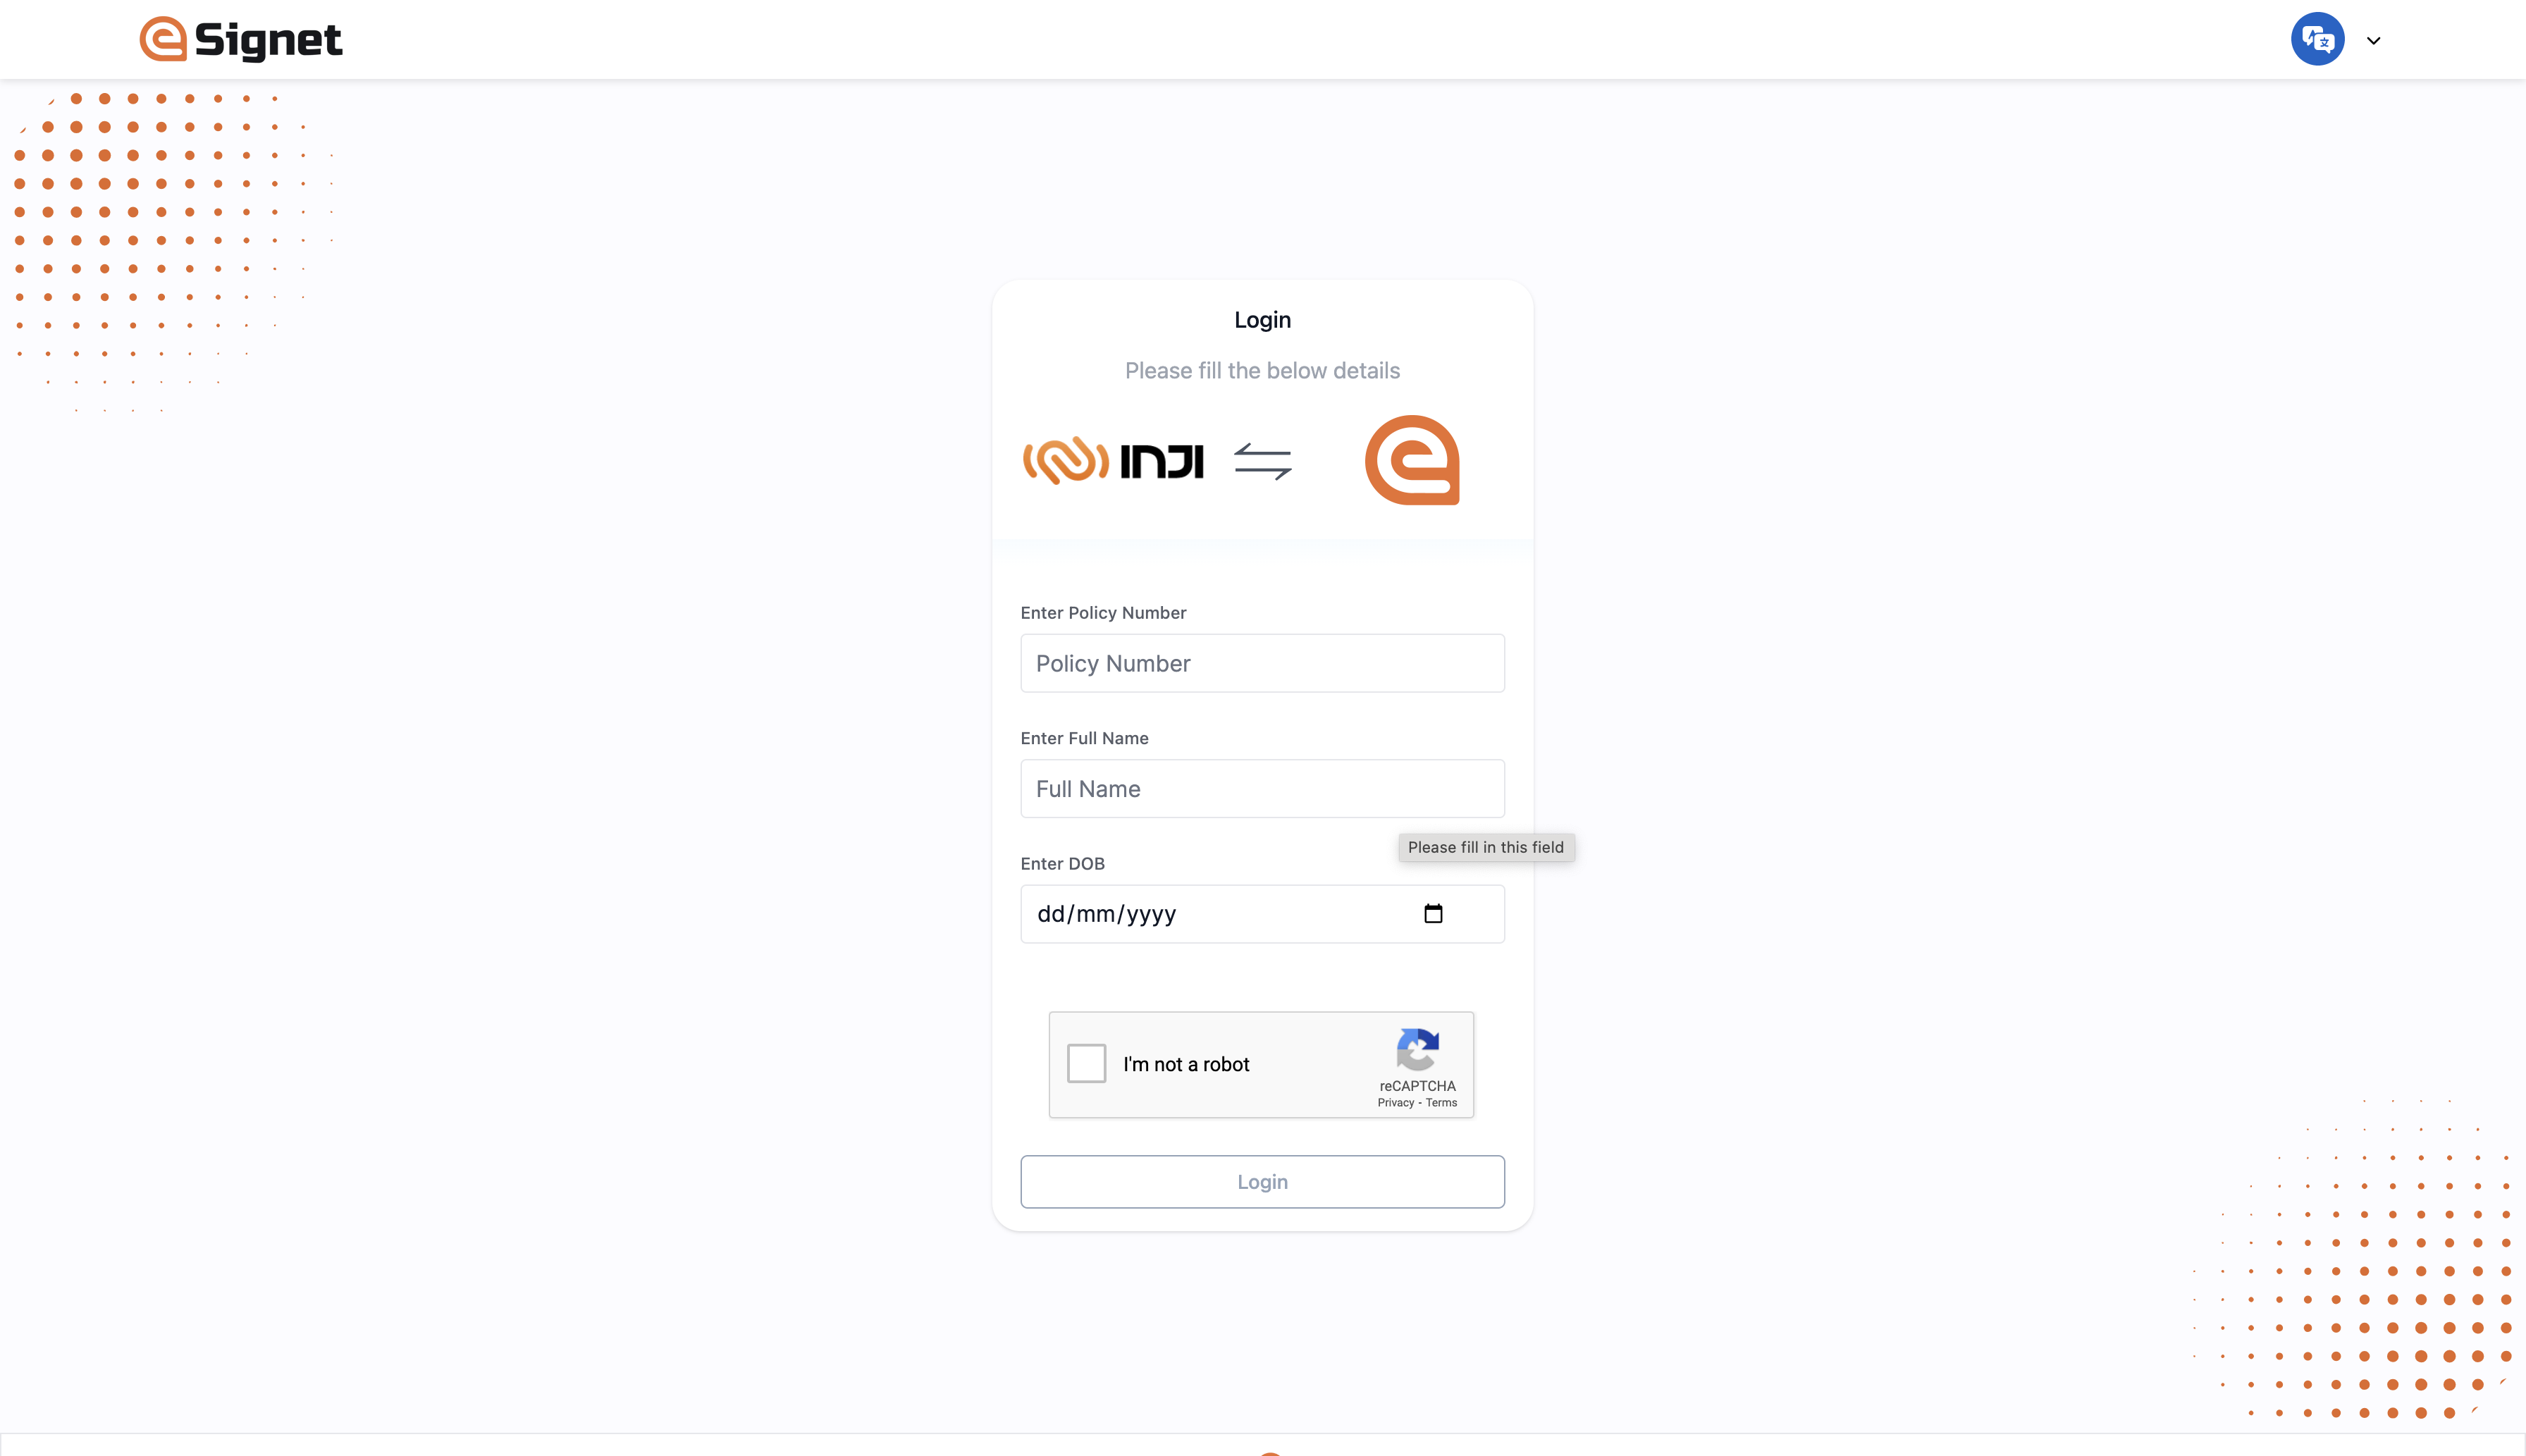 eSignet
Login
Please fill the below details
INJI
Enter Policy Number
Policy Number
Enter Full Name
Full Name
Please fill in this field
Enter DOB
dd/mm/yyyy
I'm not a robot
reCAPTCHA
Privacy - Terms
Login